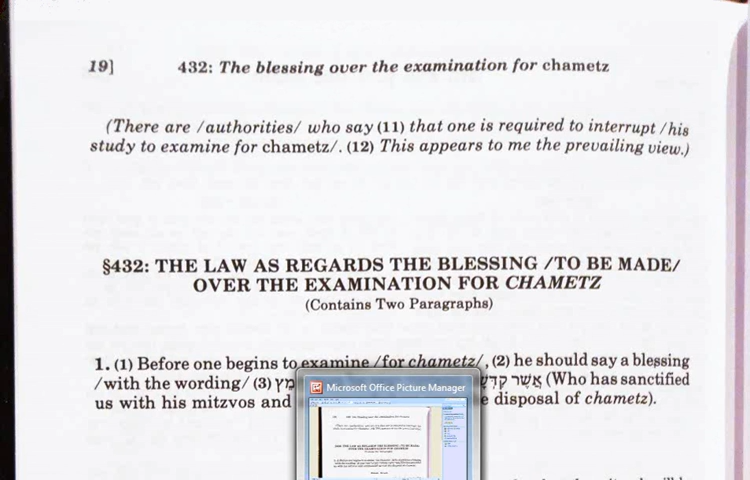 19] 432: The blessing over the examination for chametz
(There are /authorities/ who say (11) that one is required to interrupt /his
study to examine for chametz/. (12) This appears to me the prevailing view.)
§432: THE LAW AS REGARDS THE BLESSING /TO BE MADE/
OVER THE EXAMINATION FOR CHAMETZ
(Contains Two Paragraphs)
1. (1) Before one begins to examine /for chametz/, (2) he should say a blessing
/with the wording/ (3) אֲשֶׁר (Who has sanctified
us with his mitzvos and e disposal of chametz).
Microsoft Office Picture Manager